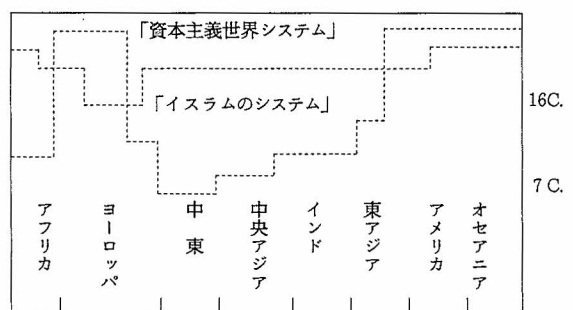 「資本主義世界システム」
「イスラムのシステム」
16C.
7C.
アフリカ
ヨーロッパ
中東
中央アジア
インド
東アジア
アメリカ
オセアニア